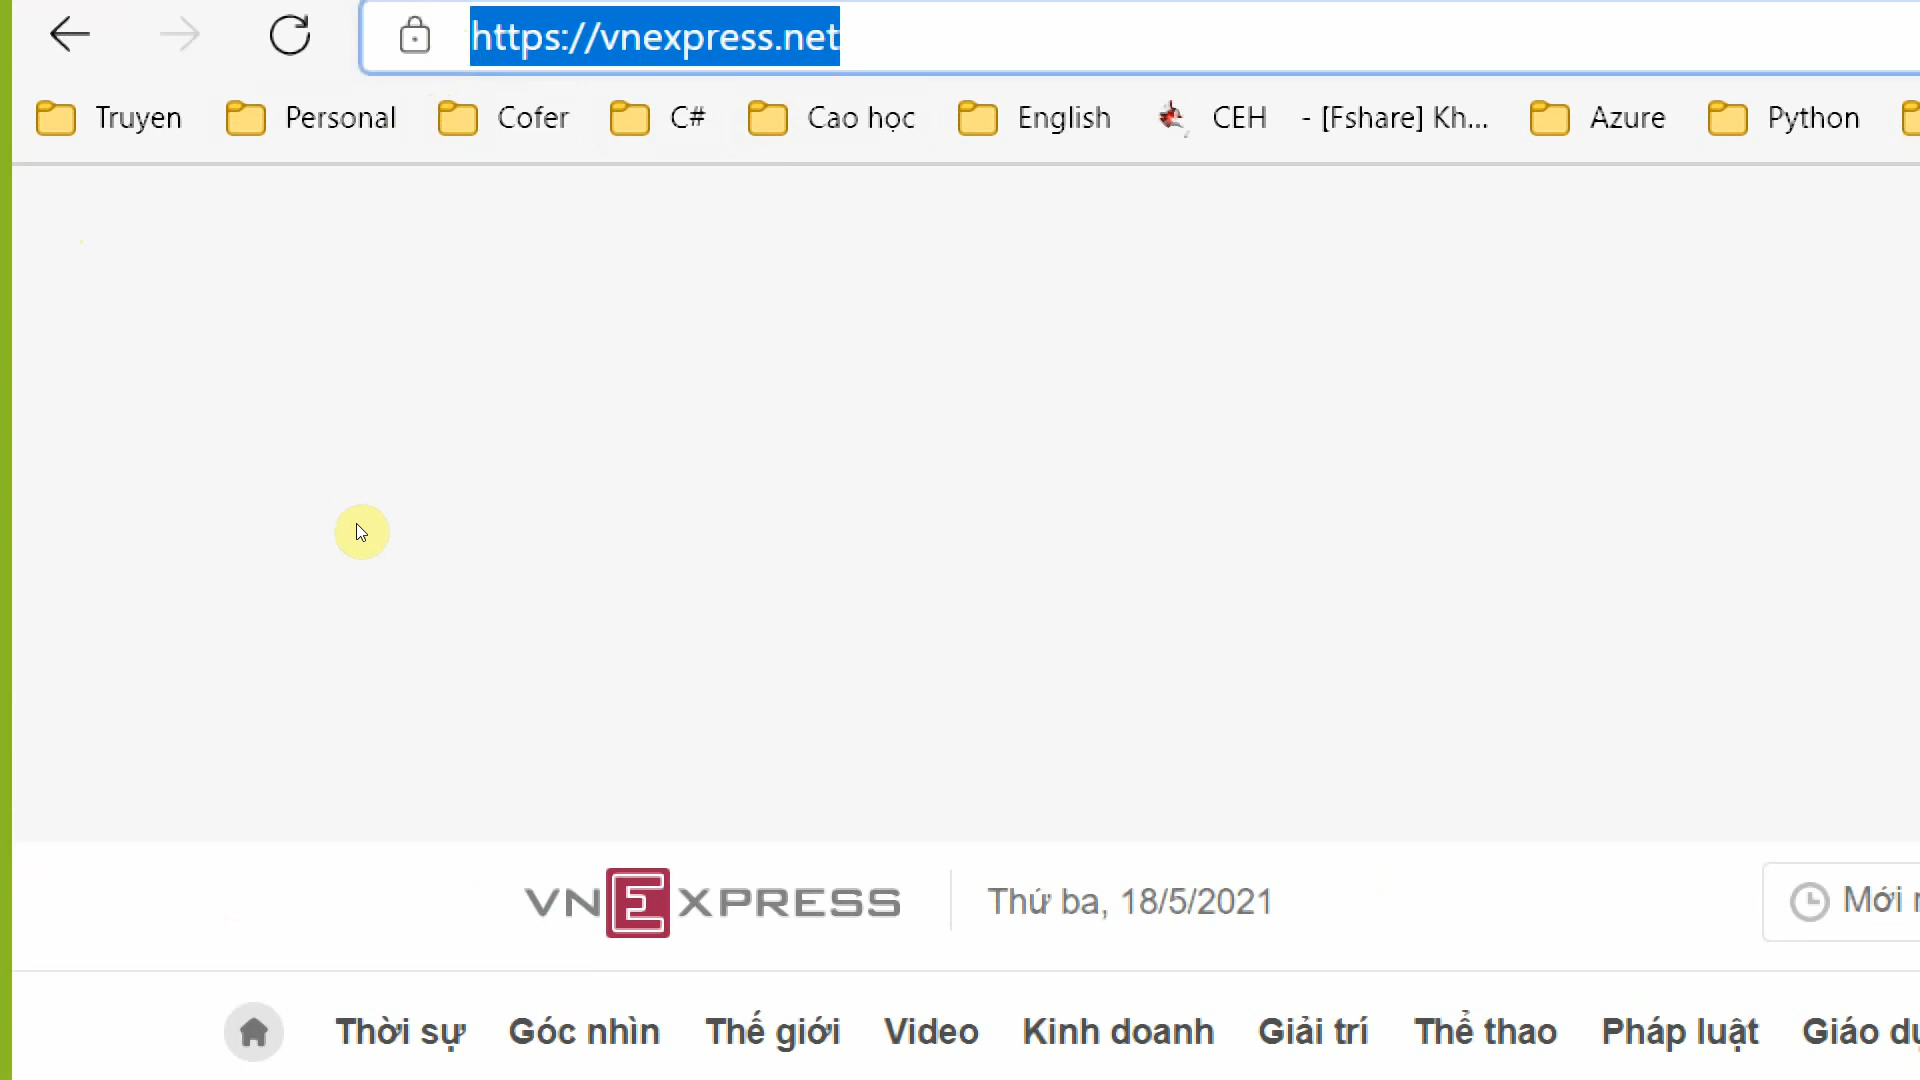 https://vnexpress.net
Truyen Personal Cofer C# Cao học English CEH - [Fshare] Kh... Azure Python
VNEXPRESS Thứ ba, 18/5/2021 Mới
Thời sự Góc nhìn Thế giới Video Kinh doanh Giải trí Thể thao Pháp luật Giáo